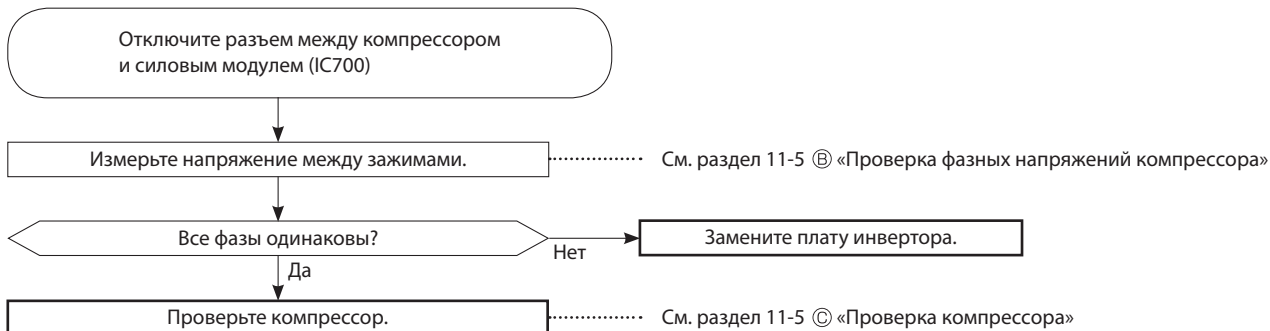 Отключите разъем между компрессором
и силовым модулем (IC700)
Измерьте напряжение между зажимами.
См. раздел 11-5 Ⓑ «Проверка фазных напряжений компрессора»
Все фазы одинаковы?
Нет
Замените плату инвертора.
Да
Проверьте компрессор.
См. раздел 11-5 Ⓒ «Проверка компрессора»